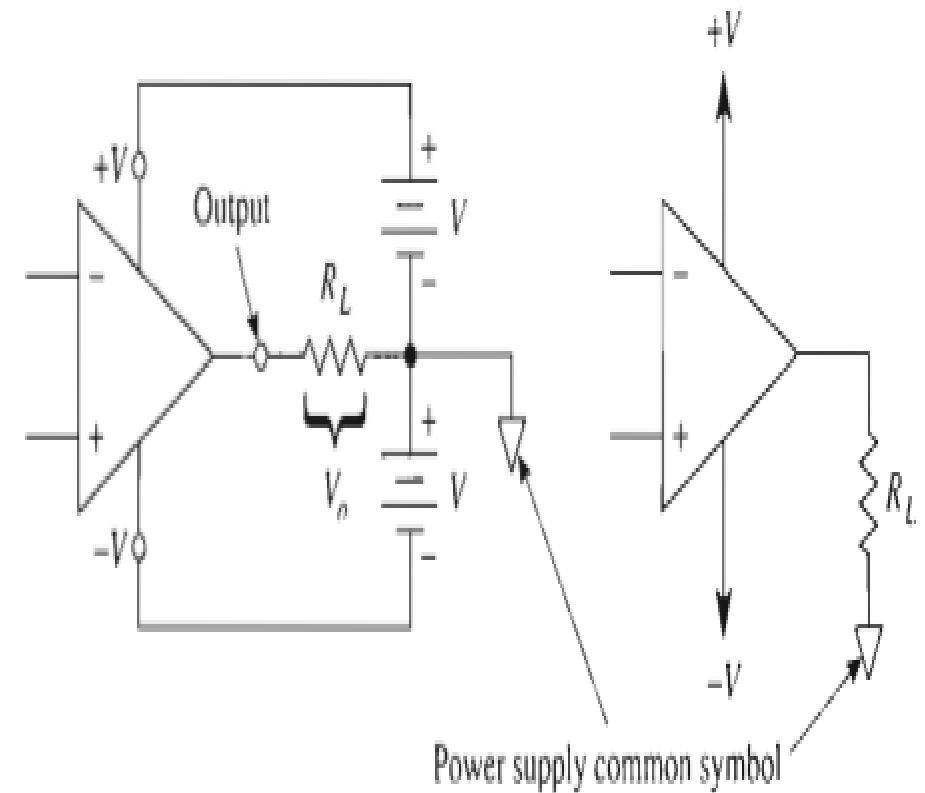 +V
+V
Output
+
V
−
−
R_L
−
+
+
+
V_o
V
R_L
−V
−
−V
Power supply common symbol